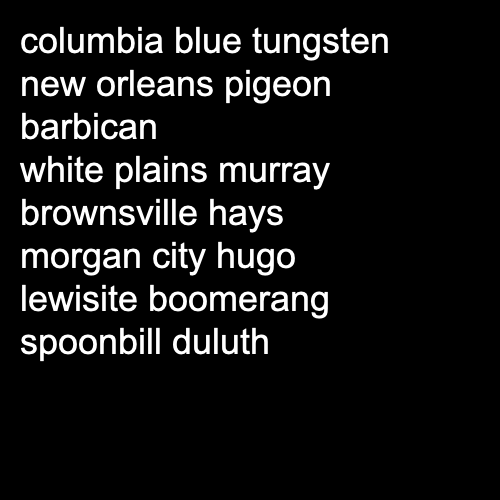 columbia blue tungsten
new orleans pigeon
barbican
white plains murray
brownsville hays
morgan city hugo
lewisite boomerang
spoonbill duluth